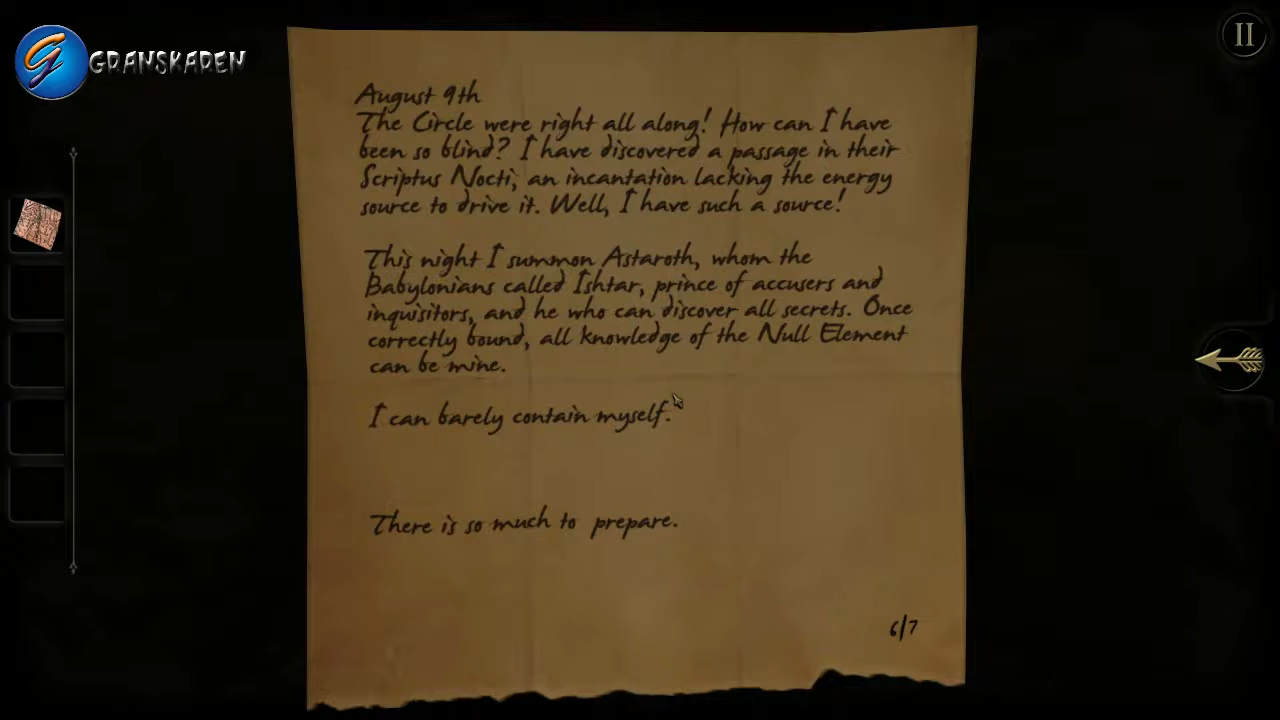 GRANSKAREN
II
August 9th
The Circle were right all along! How can I have
been so blind? I have discovered a passage in their
Scriptus Nocti, an incantation lacking the energy
source to drive it. Well, I have such a source!
This night I summon Astaroth, whom the
Babylonians called Ishtar, prince of accusers and
inquisitors, and he who can discover all secrets. Once
correctly bound, all knowledge of the Null Element
can be mine.
I can barely contain myself.
There is so much to prepare.
6/7